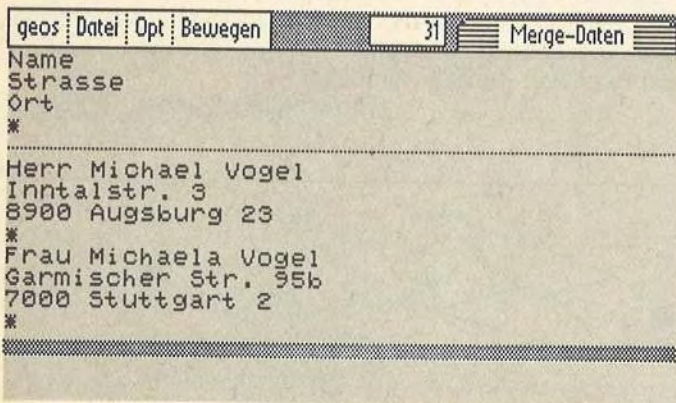 geos Datei Opt Bewegen 31 Merge-Daten
Name
Strasse
Ort
*
Herr Michael Vogel
Inntalstr. 3
8900 Augsburg 23
*
Frau Michaela Vogel
Garmischer Str. 95b
7000 Stuttgart 2
*